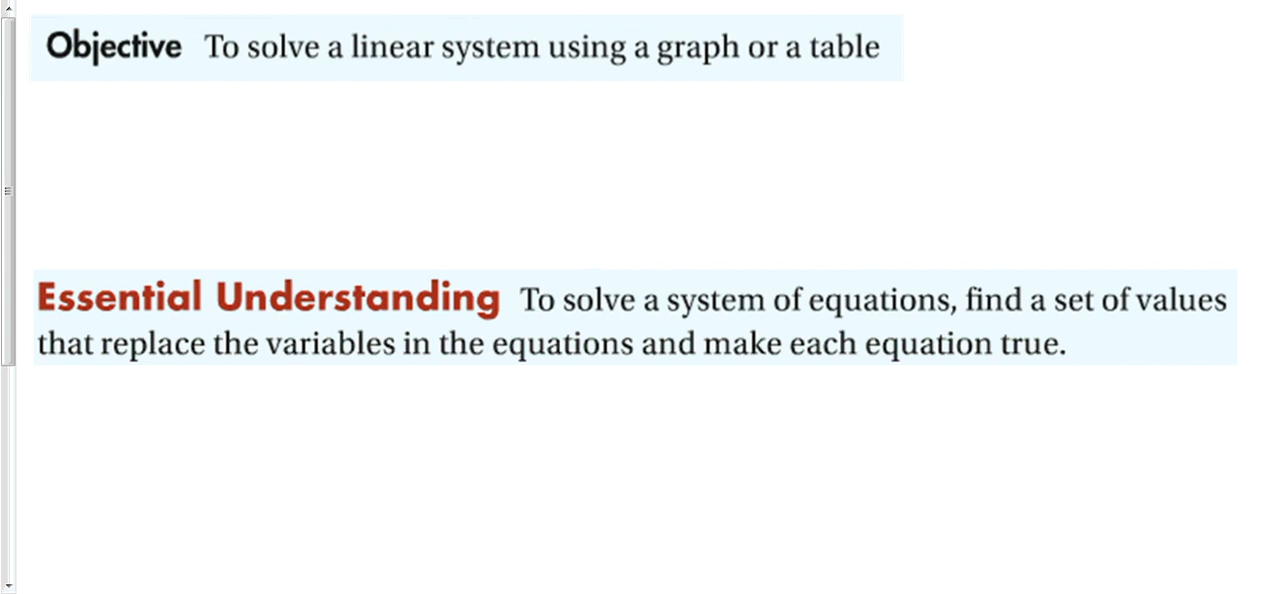 Objective To solve a linear system using a graph or a table
Essential Understanding To solve a system of equations, find a set of values
that replace the variables in the equations and make each equation true.